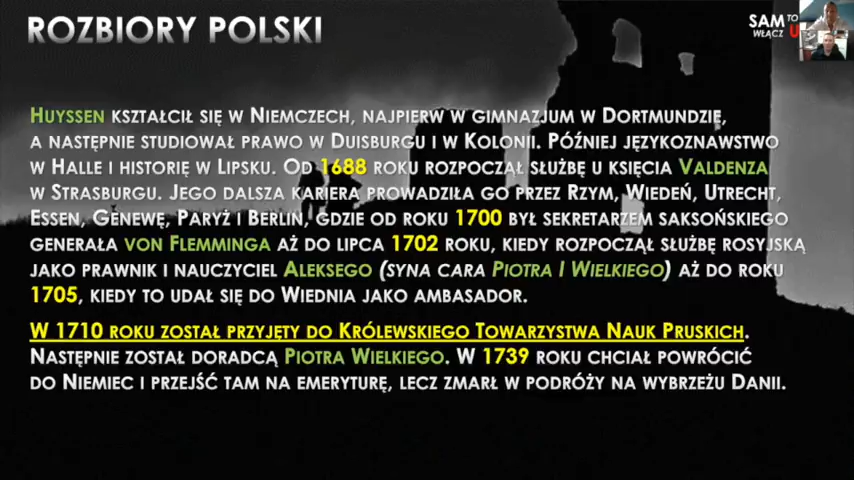 ROZBIORY POLSKI
SAM TO
WŁĄCZ
HUYSSEN KSZTAŁCIŁ SIĘ W NIEMCZECH, NAJPIERW W GIMNAZJUM W DORTMUNDZIE,
A NASTĘPNIE STUDIOWAŁ PRAWO W DUISBURGU I W KOLONII. PÓŹNIEJ JĘZYKOZNAWSTWO
W HALLE I HISTORIĘ W LIPSKU. OD 1688 ROKU ROZPOCZĄŁ SŁUŻBĘ U KSIĘCIA VALDENZA
W STRASBURGU. JEGO DALSZA KARIERA PROWADZIŁA GO PRZEZ RZYM, WIEDEŃ, UTRECHT,
ESSEN, GENEWĘ, PARYŻ I BERLIN, GDZIE OD ROKU 1700 BYŁ SEKRETARZEM SAKSOŃSKIEGO
GENERAŁA VON FLEMMINGA AŻ DO LIPCA 1702 ROKU, KIEDY ROZPOCZĄŁ SŁUŻBĘ ROSYJSKĄ
JAKO PRAWNIK I NAUCZYCIEL ALEKSEGO (SYNA CARA PIOTRA I WIELKIEGO) AŻ DO ROKU
1705, KIEDY TO UDAŁ SIĘ DO WIEDNIA JAKO AMBASADOR.
W 1710 ROKU ZOSTAŁ PRZYJĘTY DO KRÓLEWSKIEGO TOWARZYSTWA NAUK PRUSKICH.
NASTĘPNIE ZOSTAŁ DORADCĄ PIOTRA WIELKIEGO. W 1739 ROKU CHCIAŁ POWRÓCIĆ
DO NIEMIEC I PRZEJŚĆ TAM NA EMERYTURĘ, LECZ ZMARŁ W PODRÓŻY NA WYBRZEŻU DANII.